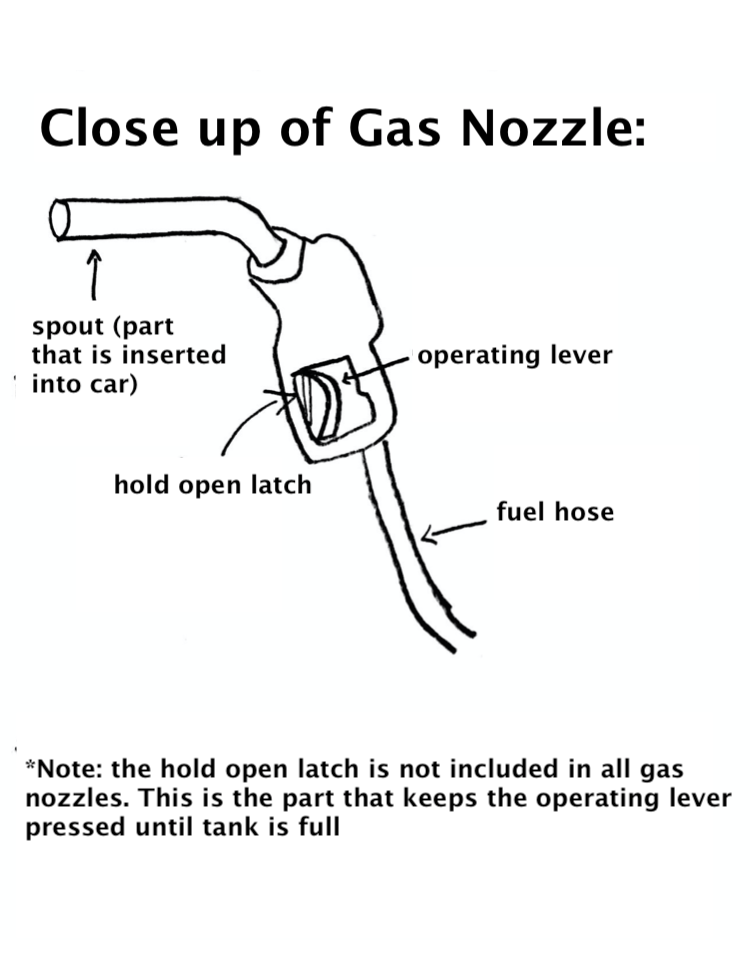 Close up of Gas Nozzle:
spout (part
that is inserted
into car)
operating lever
hold open latch
fuel hose
*Note: the hold open latch is not included in all gas
nozzles. This is the part that keeps the operating lever
pressed until tank is full